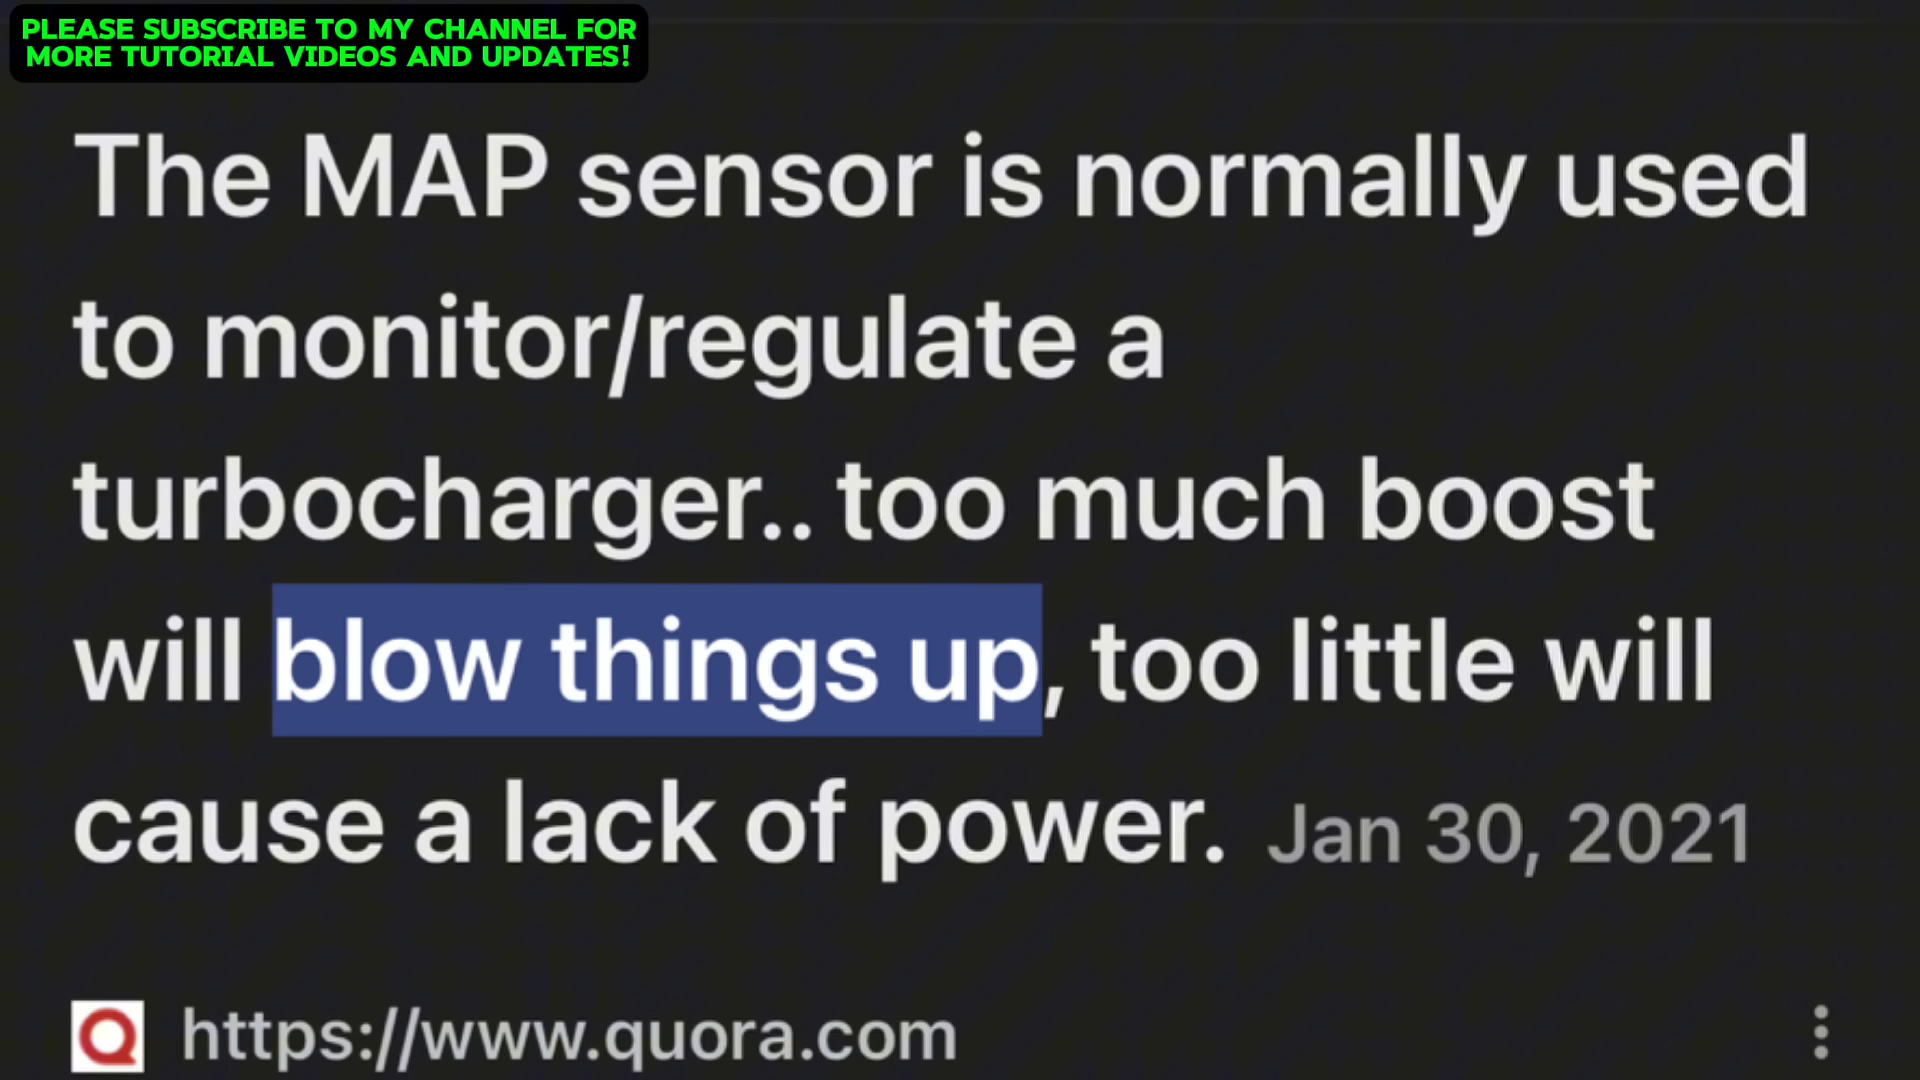 PLEASE SUBSCRIBE TO MY CHANNEL FOR
MORE TUTORIAL VIDEOS AND UPDATES!
The MAP sensor is normally used
to monitor/regulate a
turbocharger.. too much boost
will blow things up, too little will
cause a lack of power. Jan 30, 2021
https://www.quora.com